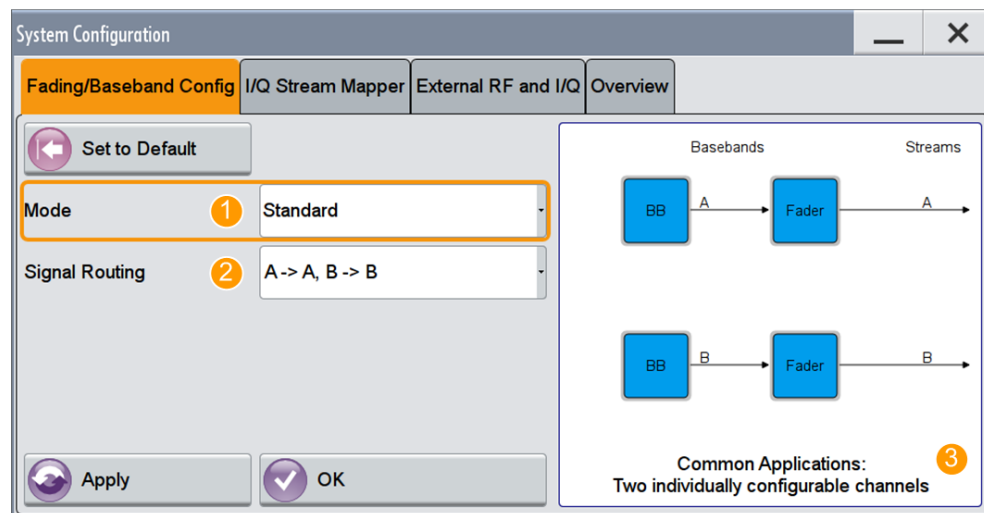 System Configuration
Fading/Baseband Config
I/Q Stream Mapper
External RF and I/Q
Overview
Set to Default
Mode
1
Standard
Signal Routing
2
A -> A, B -> B
Apply
OK
Basebands
Streams
BB
A
Fader
A
BB
B
Fader
B
Common Applications:
Two individually configurable channels
3